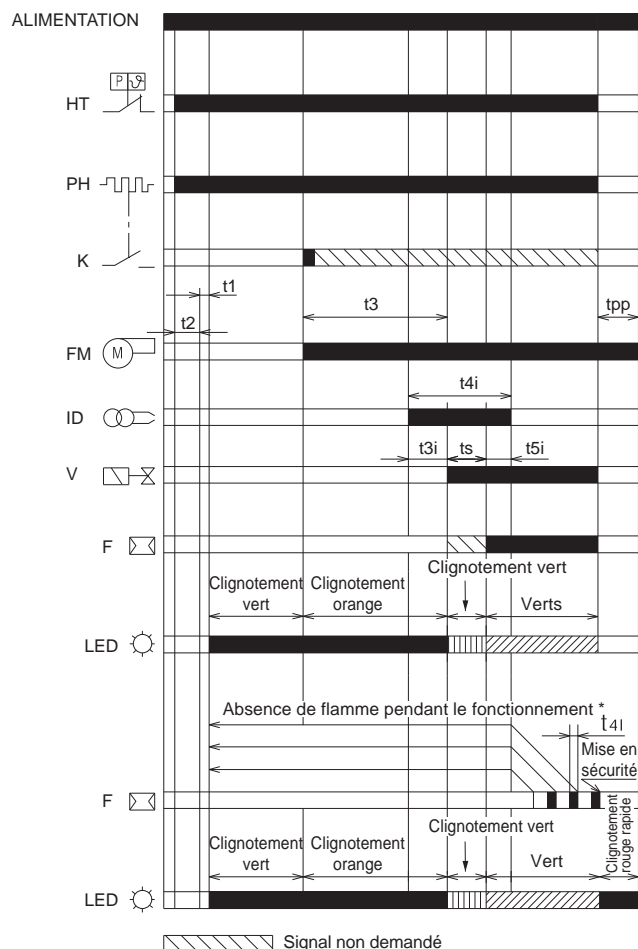 ALIMENTATION
P ϑ
HT
PH
K
t1
t2
t3
tpp
FM M
t4i
ID
t3i ts t5i
V
F
Clignotement vert
Clignotement
vert
Clignotement
orange
Verts
LED
Absence de flamme pendant le fonctionnement *
t4l
Mise en
sécurité
F
Clignotement vert
Clignotement
vert
Clignotement
orange
Vert
Clignotement
rouge rapide
LED
Signal non demandé